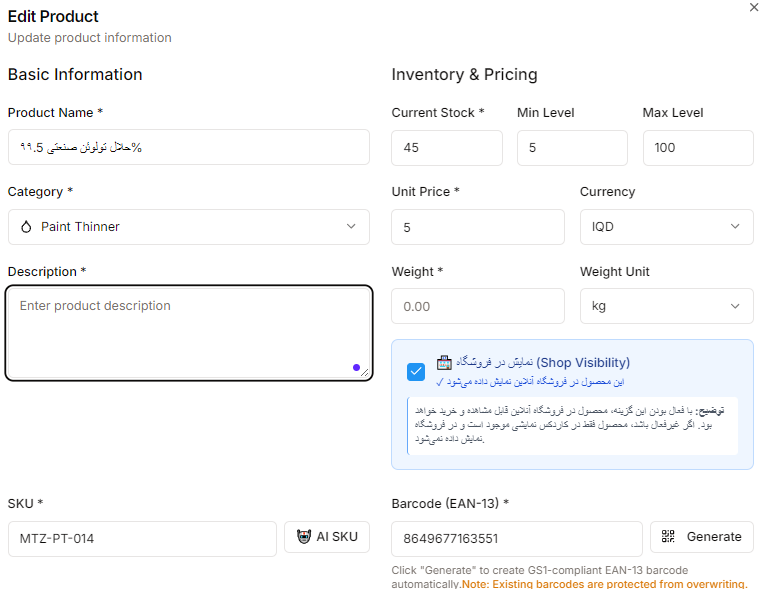 Edit Product
Update product information
Basic Information
Product Name *
حلال تولوئن صنعتی ۹۹.5%
Category *
Paint Thinner
Description *
Enter product description
Inventory & Pricing
Current Stock * Min Level Max Level
45 5 100
Unit Price * Currency
5 IQD
Weight * Weight Unit
0.00 kg
نمایش در فروشگاه (Shop Visibility)
✓ این محصول در فروشگاه آنلاین نمایش داده می‌شود
توضیح: با فعال بودن این گزینه، محصول در فروشگاه آنلاین قابل مشاهده و خرید خواهد
بود. اگر غیرفعال باشد، محصول فقط در کاردکس نمایشی موجود است و در فروشگاه
نمایش داده نمی‌شود.
SKU *
MTZ-PT-014 AI SKU
Barcode (EAN-13) *
8649677163551 Generate
Click "Generate" to create GS1-compliant EAN-13 barcode
automatically.Note: Existing barcodes are protected from overwriting.